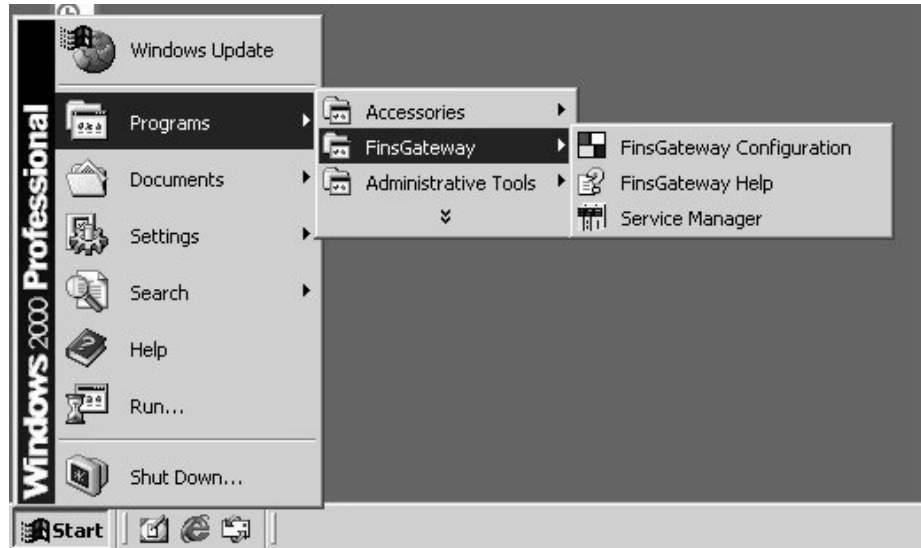 Windows 2000 Professional
Windows Update
Programs
Documents
Settings
Search
Help
Run...
Shut Down...
Accessories
FinsGateway
Administrative Tools
FinsGateway Configuration
FinsGateway Help
Service Manager
Start